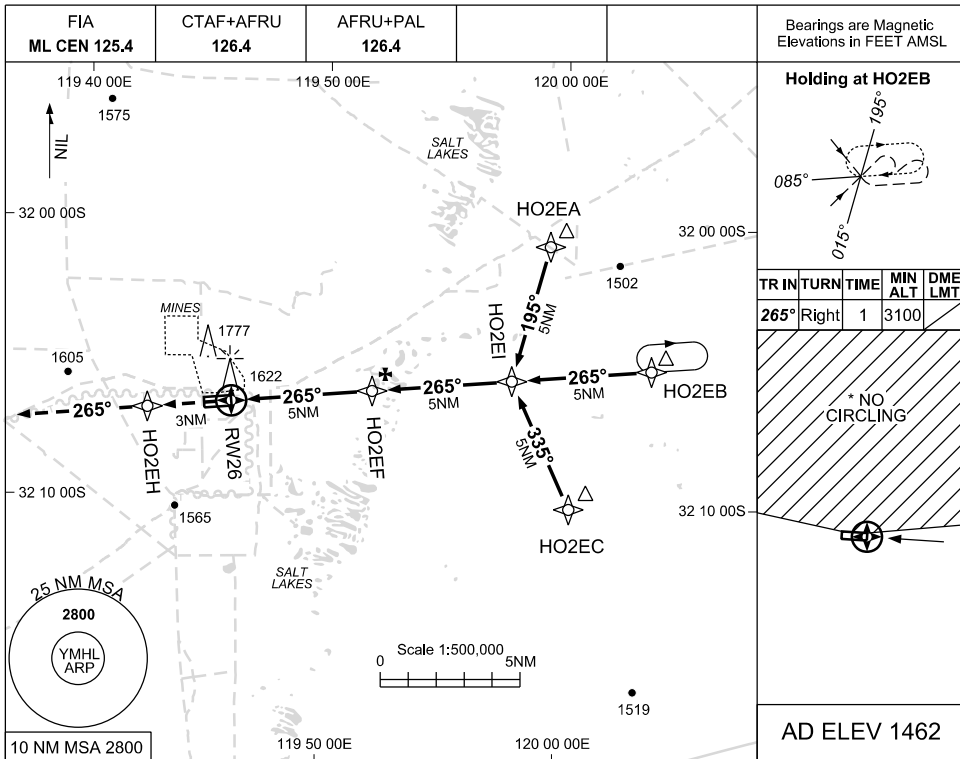 FIA
ML CEN 125.4
CTAF+AFRU
126.4
AFRU+PAL
126.4
Bearings are Magnetic
Elevations in FEET AMSL
119 40 00E
119 50 00E
120 00 00E
1575
NIL
SALT
LAKES
32 00 00S
32 00 00S
HO2EA
1502
195°
5NM
HO2EI
MINES
1777
1605
1622
265°
3NM
265°
5NM
265°
5NM
265°
5NM
HO2EB
HO2EH
RW26
HO2EF
335°
5NM
32 10 00S
32 10 00S
1565
HO2EC
SALT
LAKES
25 NM MSA
2800
YMHL
ARP
Scale 1:500,000
0
5NM
1519
10 NM MSA 2800
119 50 00E
120 00 00E
Holding at HO2EB
195°
085°
015°
TR IN
TURN
TIME
MIN
ALT
DME
LMT
265°
Right
1
3100
* NO
CIRCLING
AD ELEV 1462